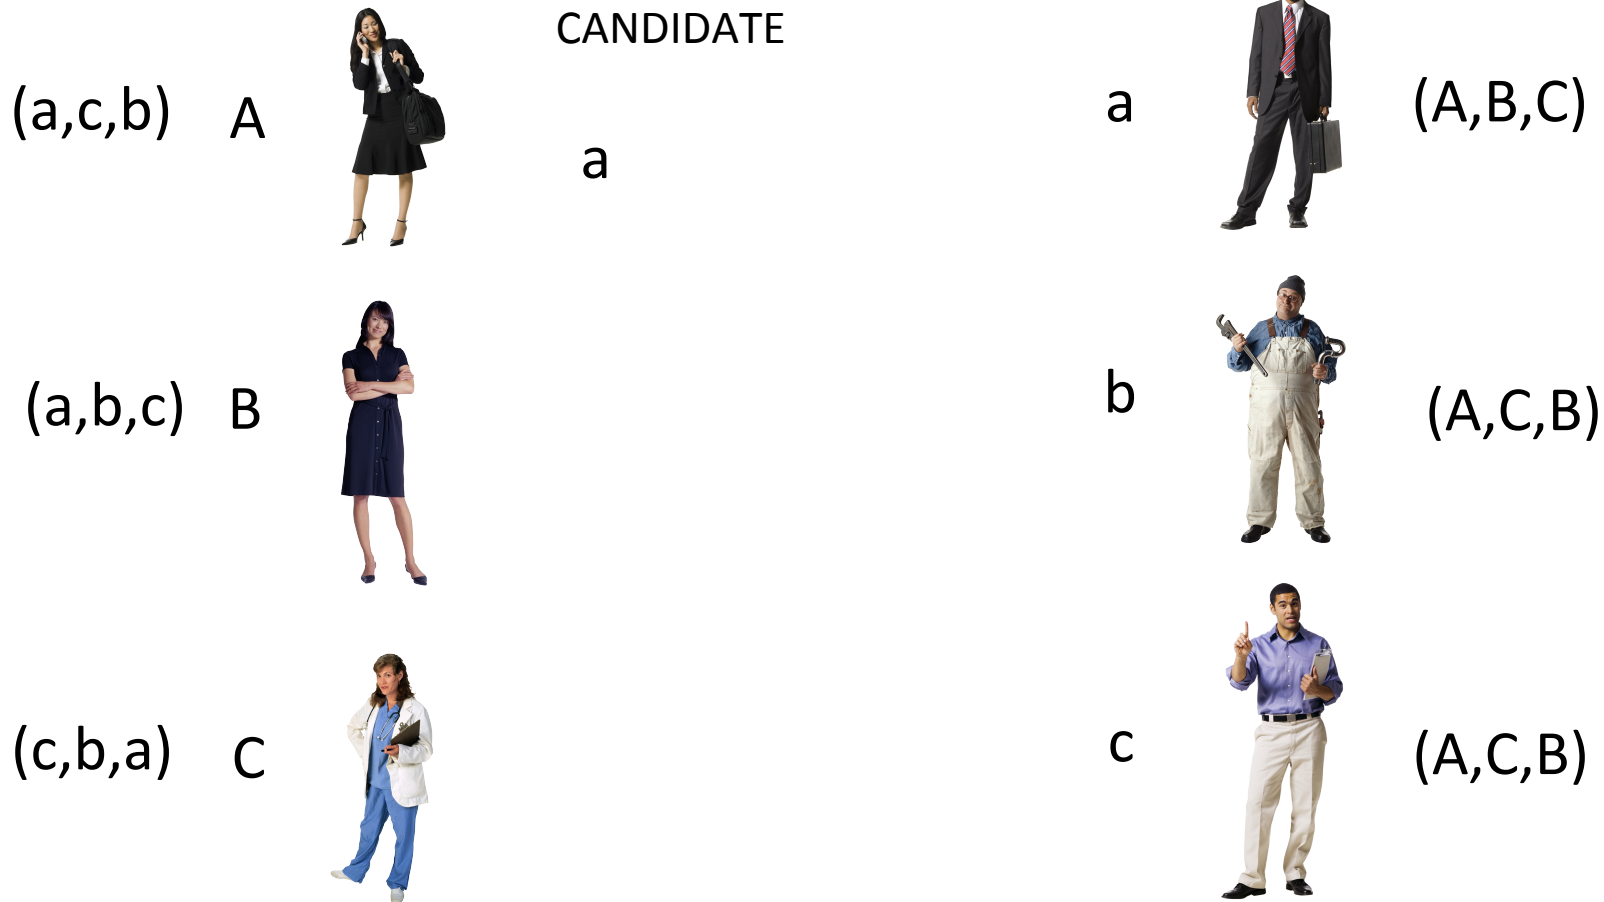 CANDIDATE
(a,c,b) A a a (A,B,C)
(a,b,c) B b (A,C,B)
(c,b,a) C c (A,C,B)